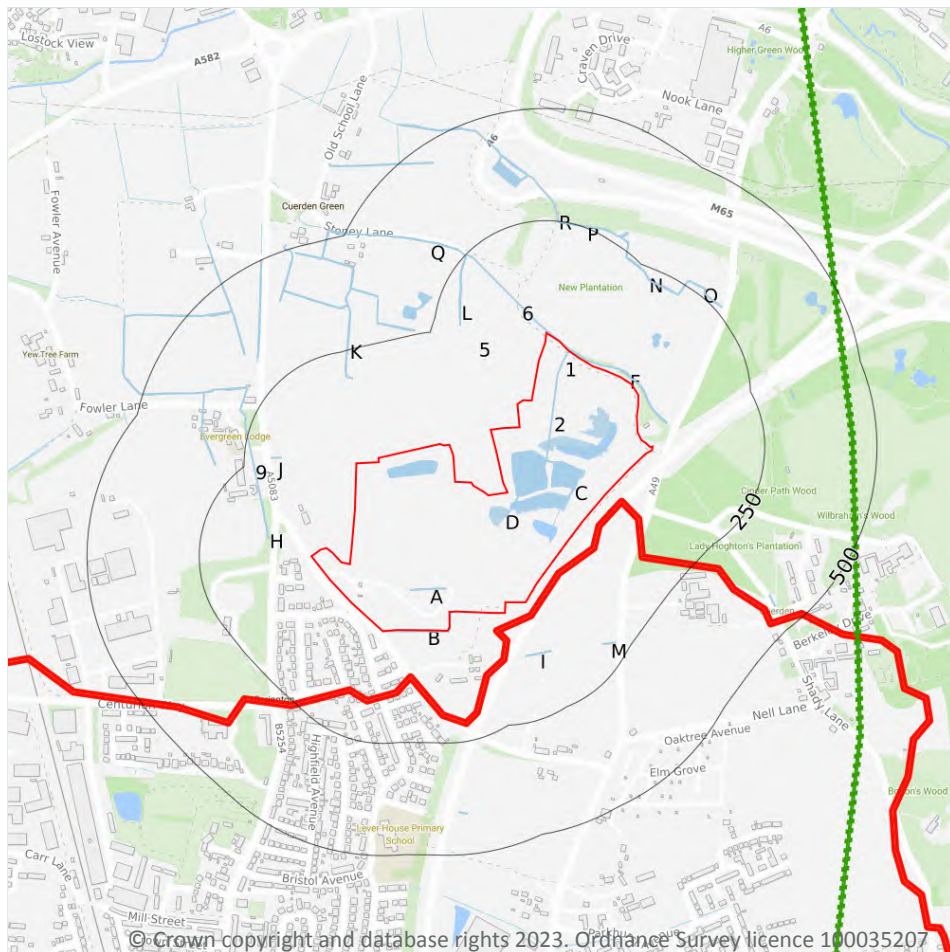 Lostock View
A582
Craven Drive
A6
Higher Green Wood
Nook Lane
Old School Lane
A6
Fowler Avenue
Cuerden Green
Stoney Lane
M65
R
P
Q
New Plantation
N
O
L
6
K
5
Yew Tree Farm
1
F
Fowler Lane
2
Evergreen Lodge
9
J
A5083
A49
Cinder Path Wood
C
250
D
Wilbraham's Wood
H
Lady Hoghton's Plantation
500
A
Berkeley Drive
B
I
M
Shady Lane
Centurion
Nell Lane
B5254
Oaktree Avenue
Highfield Avenue
Elm Grove
Lever House Primary
School
Carr Lane
Bristol Avenue
Mill Street
© Crown copyright and database rights 2023. Ordnance Survey licence 100035207